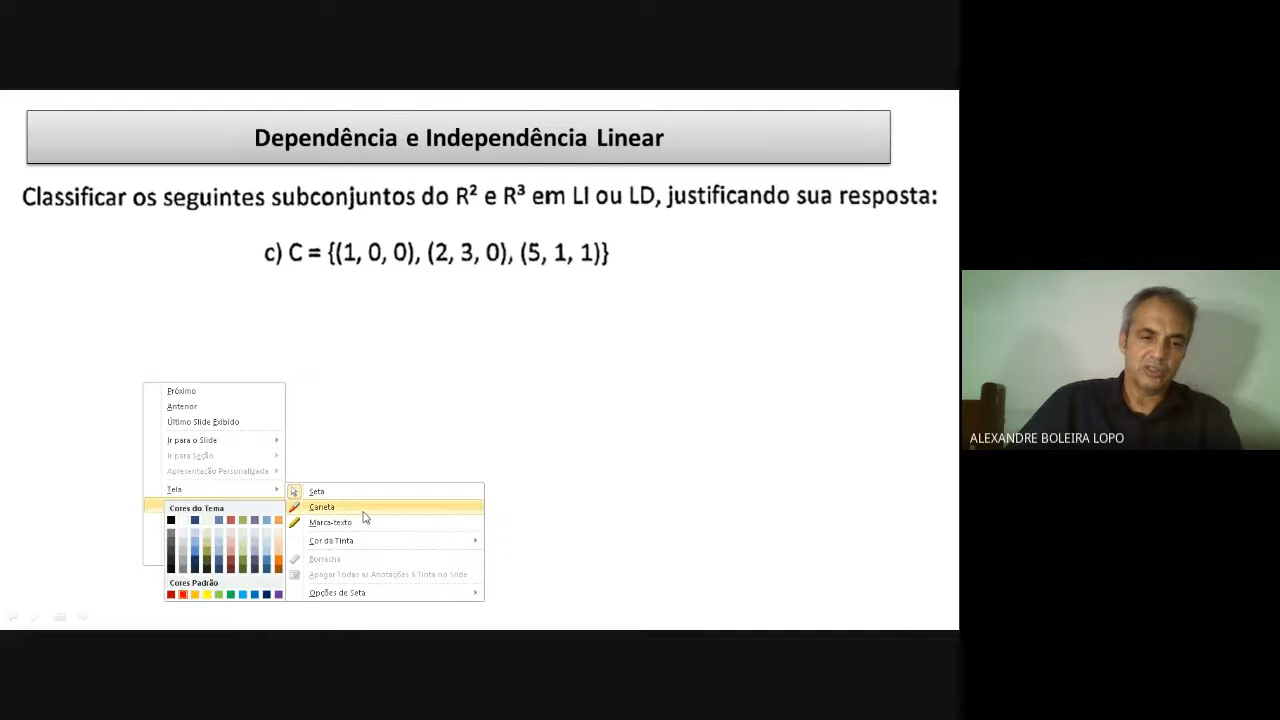 Dependência e Independência Linear
Classificar os seguintes subconjuntos do R² e R³ em LI ou LD, justificando sua resposta:
c) C = {(1, 0, 0), (2, 3, 0), (5, 1, 1)}
Próximo
Anterior
Último Slide Exibido
Ir para o Slide
Ir para Seção
Apresentação Personalizada
Tela
Cores do Tema
Cores Padrão
Seta
Caneta
Marca-texto
Cor da Tinta
Borracha
Apagar Todas as Anotações à Tinta no Slide
Opções de Seta
ALEXANDRE BOLEIRA LOPO